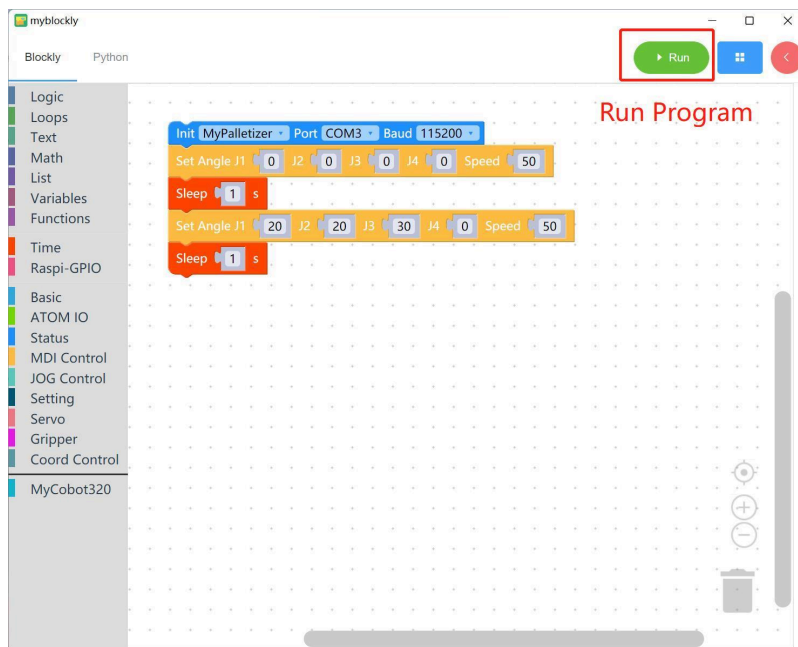 myblockly
Blockly Python
Run
Run Program
Logic
Loops
Text
Math
List
Variables
Functions
Time
Raspi-GPIO
Basic
ATOM IO
Status
MDI Control
JOG Control
Setting
Servo
Gripper
Coord Control
MyCobot320
Init MyPalletizer Port COM3 Baud 115200
Set Angle J1 0 J2 0 J3 0 J4 0 Speed 50
Sleep 1 s
Set Angle J1 20 J2 20 J3 30 J4 0 Speed 50
Sleep 1 s